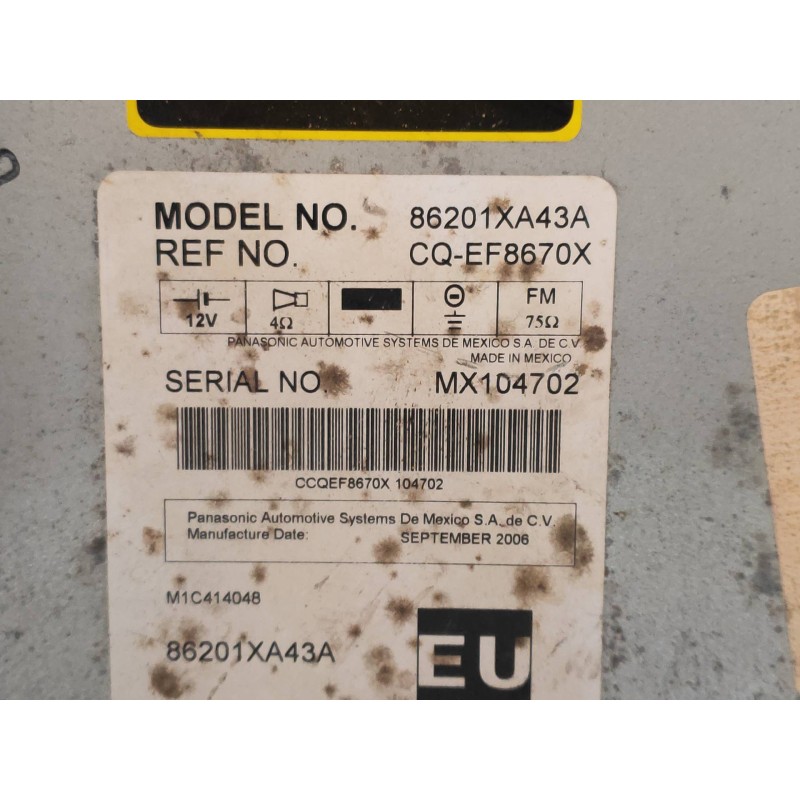 MODEL NO. 86201XA43A
REF NO. CQ-EF8670X
12V 4Ω FM 75Ω
PANASONIC AUTOMOTIVE SYSTEMS DE MEXICO S.A. DE C.V
MADE IN MEXICO
SERIAL NO. MX104702
CCQEF8670X 104702
Panasonic Automotive Systems De Mexico S.A. de C.V.
Manufacture Date: SEPTEMBER 2006
M1C414048
86201XA43A EU